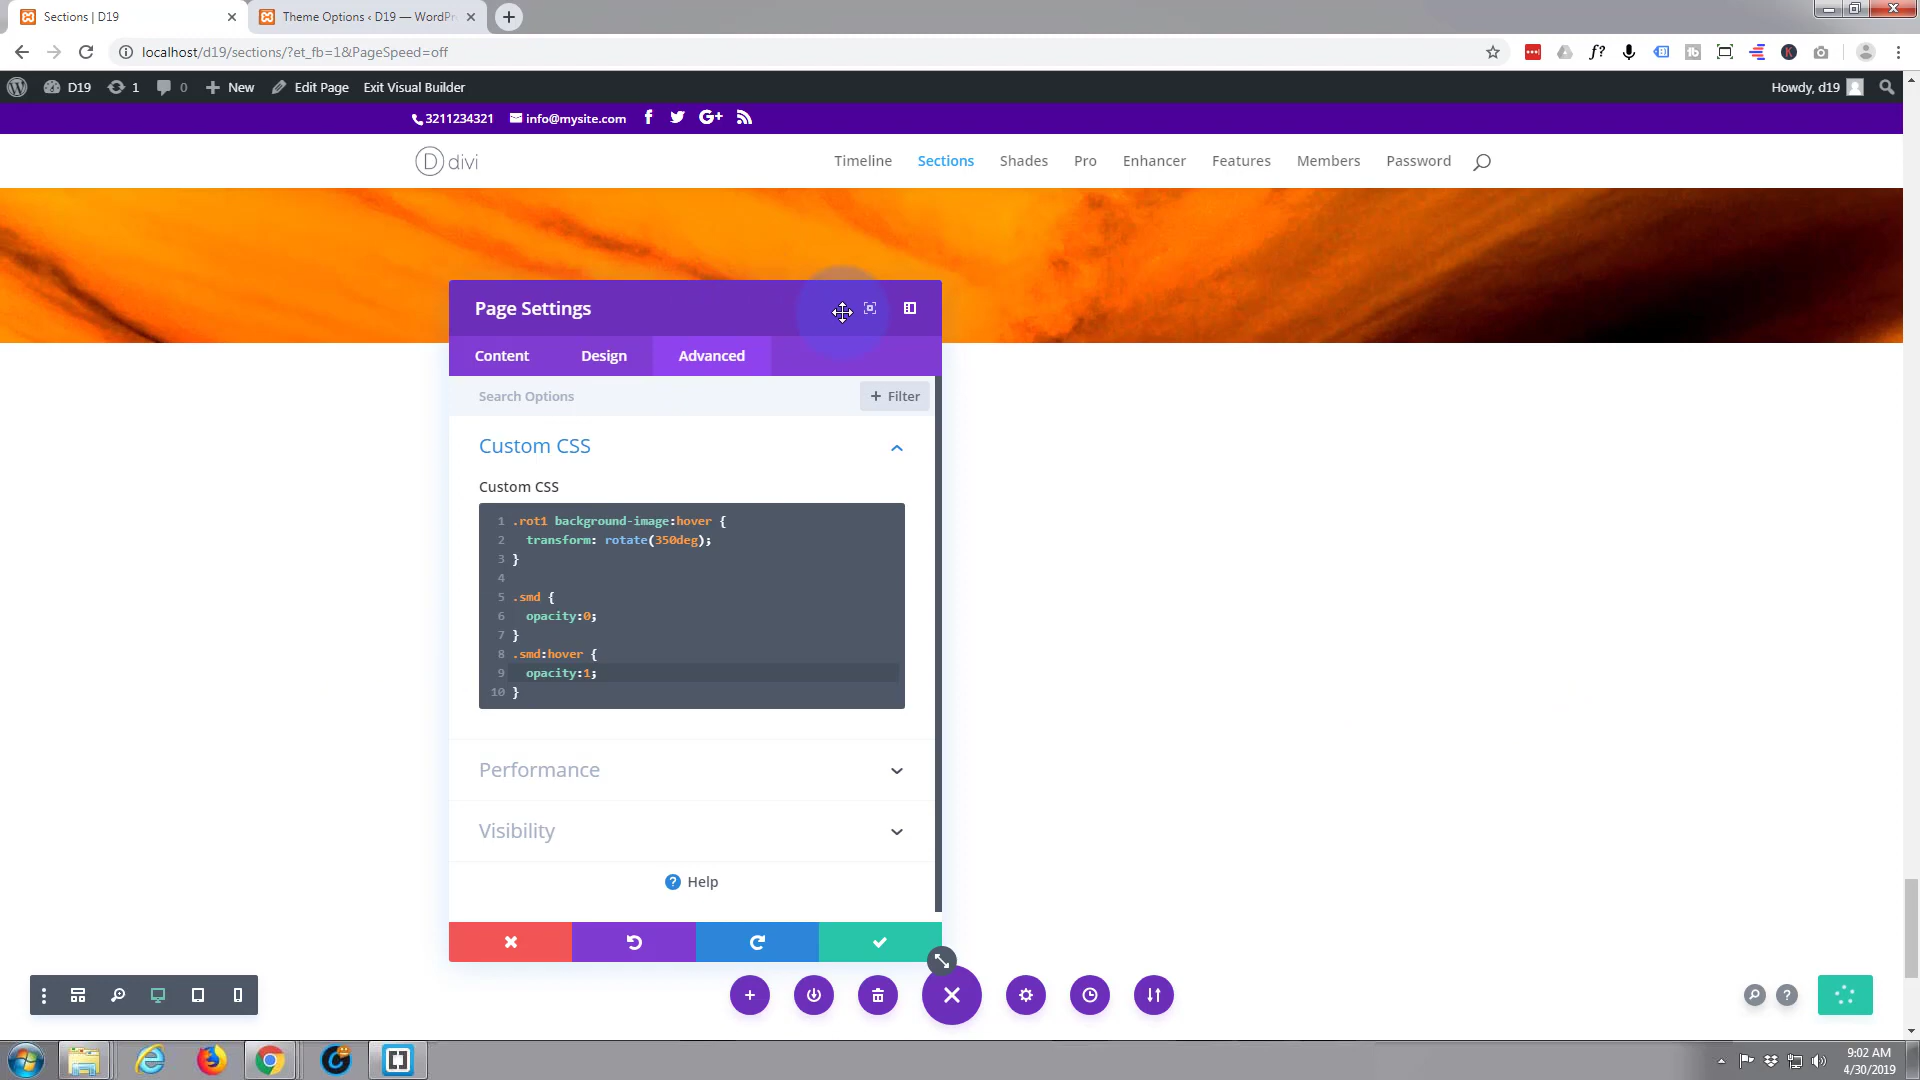 Sections | D19
Theme Options ‹ D19 — WordPr
localhost/d19/sections/?et_fb=1&PageSpeed=off
D19
1
0
New
Edit Page
Exit Visual Builder
Howdy, d19
3211234321
info@mysite.com
D divi
Timeline
Sections
Shades
Pro
Enhancer
Features
Members
Password
Page Settings
Content
Design
Advanced
Search Options
+ Filter
Custom CSS
Custom CSS
1 .rot1 background-image:hover {
2 transform: rotate(350deg);
3 }
4
5 .smd {
6 opacity:0;
7 }
8 .smd:hover {
9 opacity:1;
10 }
Performance
Visibility
? Help
9:02 AM
4/30/2019